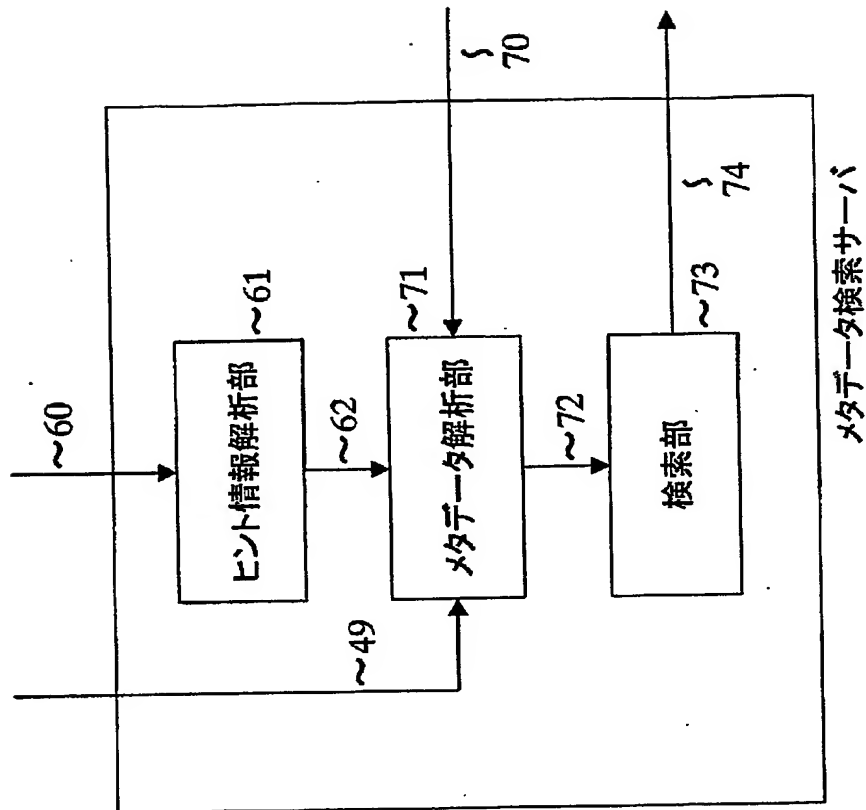 ~60
ヒント情報解析部
~61
~62
~49
メタデータ解析部
~71
70
~72
検索部
~73
74
メタデータ検索サーバ